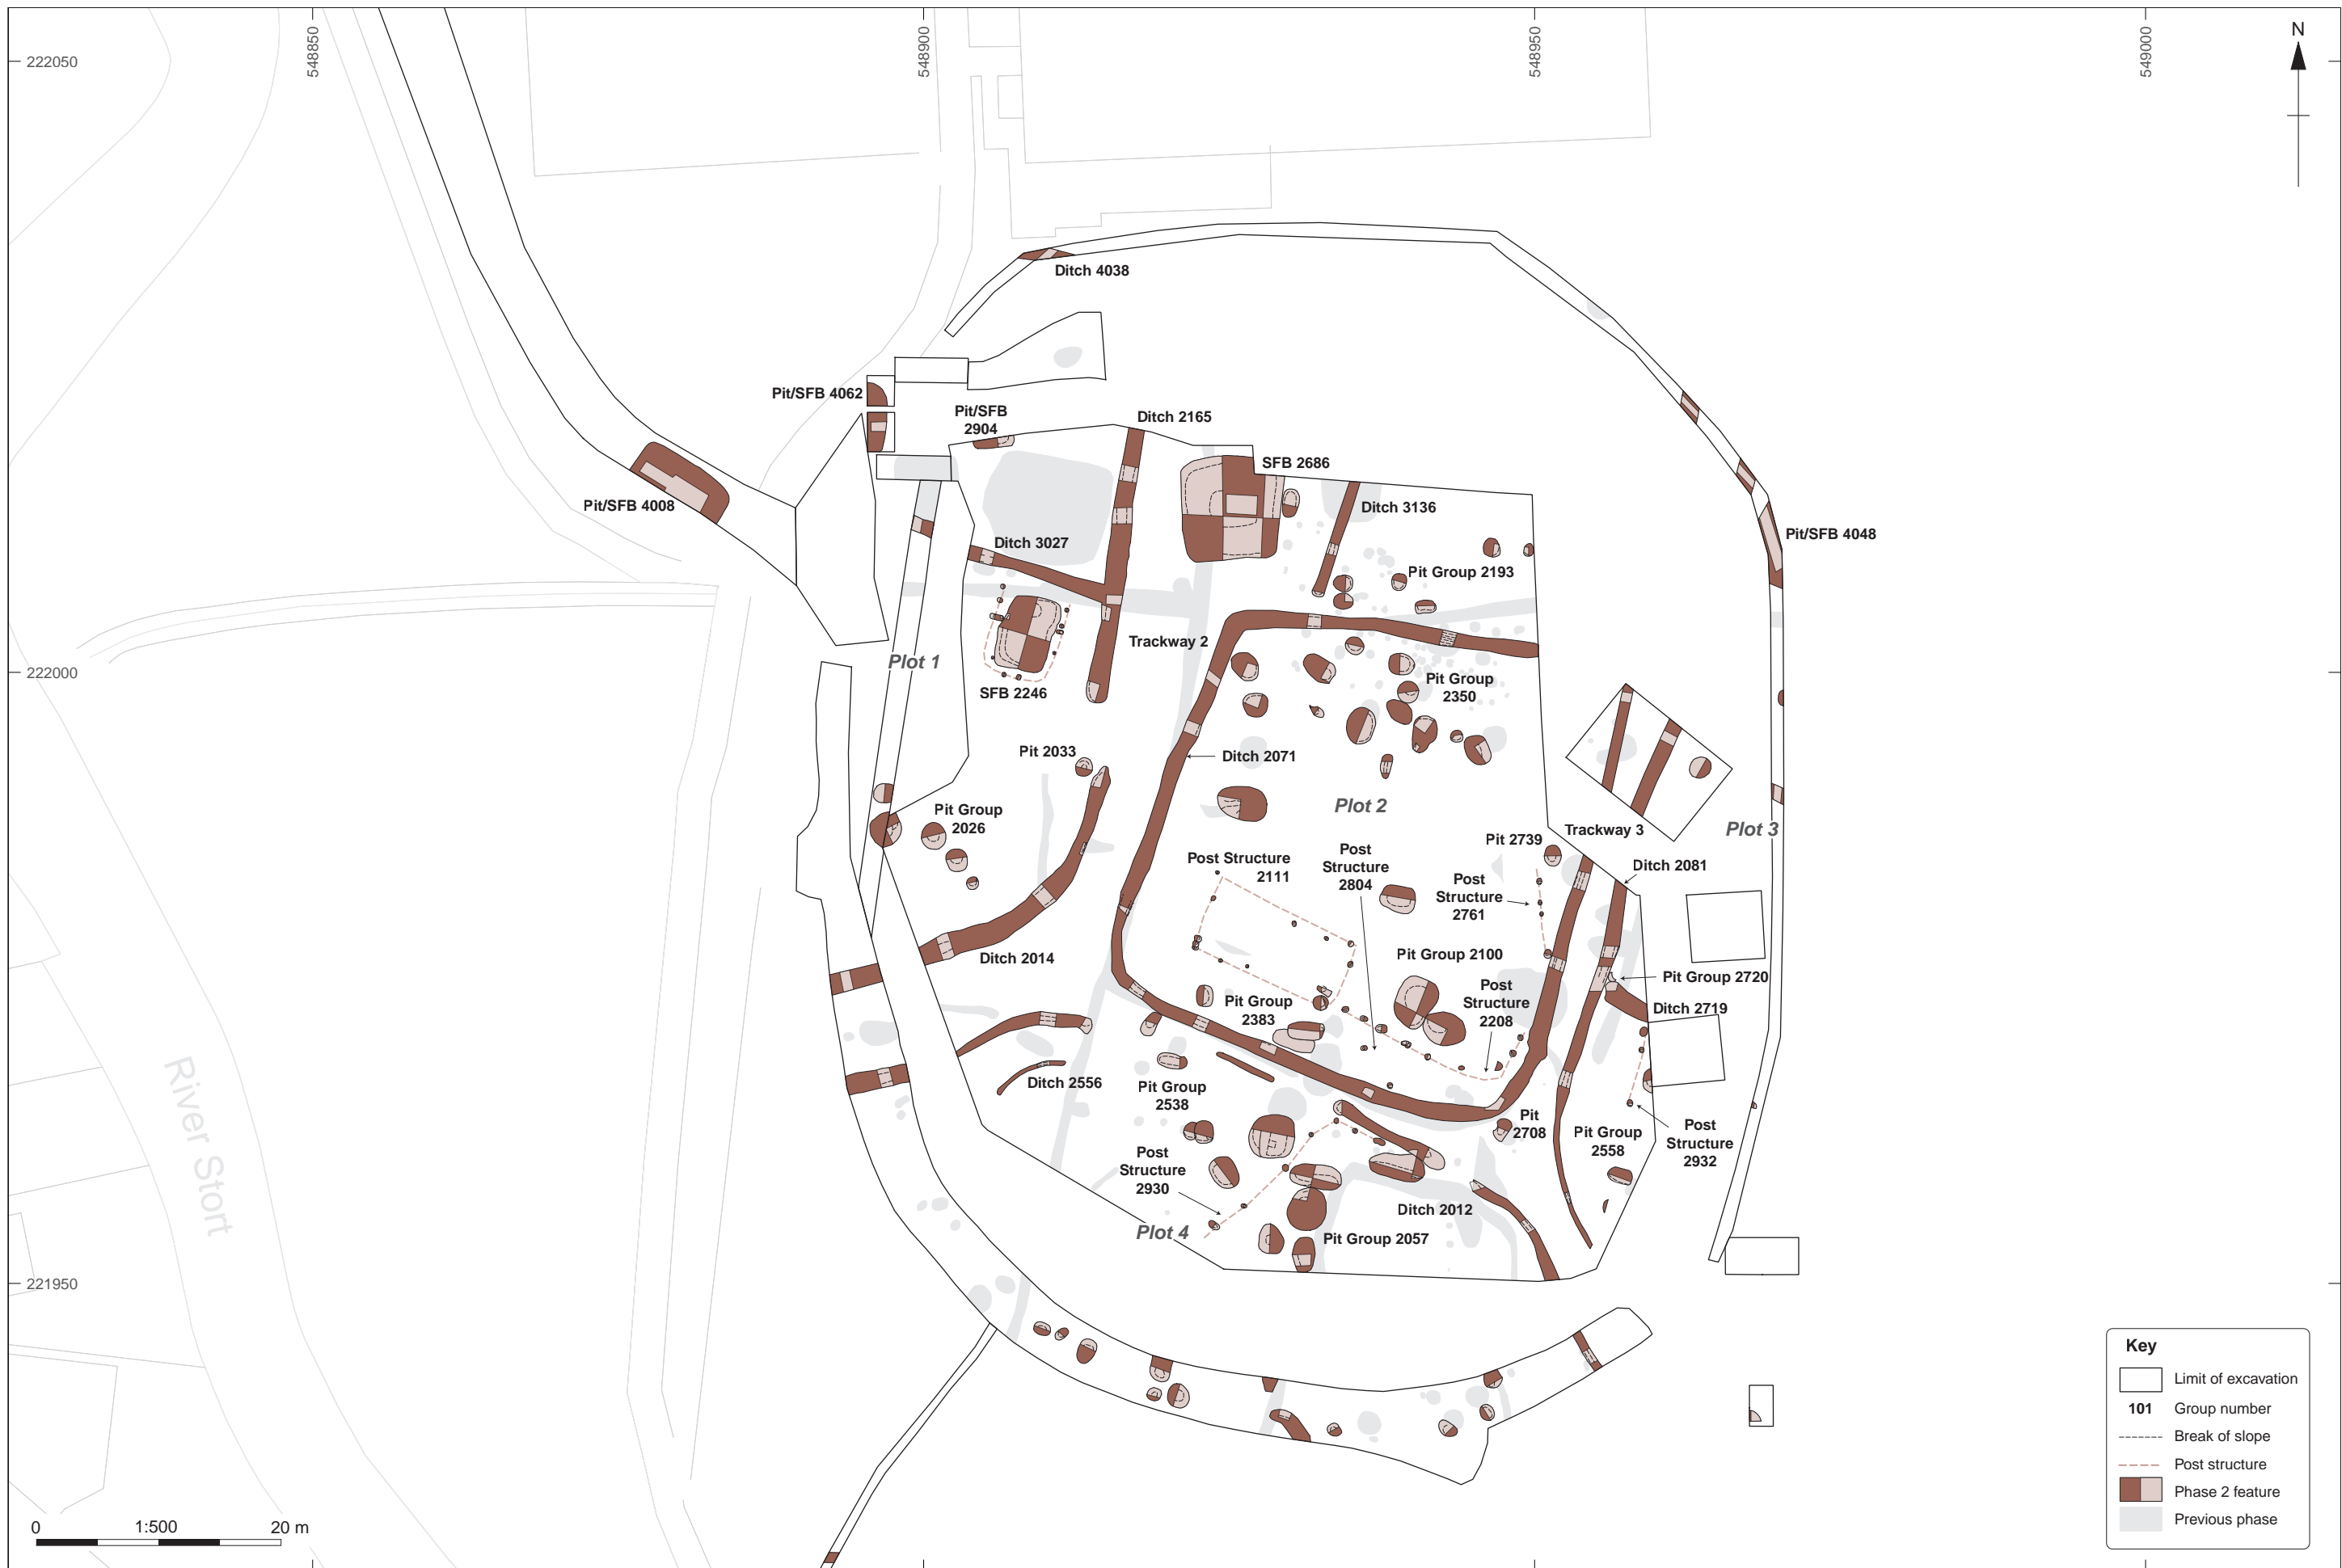 548850
548900
548950
549000
N
222050
Ditch 4038
Pit/SFB 4062
Pit/SFB
2904
Ditch 2165
SFB 2686
Pit/SFB 4008
Ditch 3136
Pit/SFB 4048
Ditch 3027
Pit Group 2193
Trackway 2
Plot 1
222000
SFB 2246
Pit Group
2350
Pit 2033
Ditch 2071
Plot 2
Pit Group
2026
Trackway 3
Plot 3
Pit 2739
Post Structure
2111
Post
Structure
2804
Ditch 2081
Post
Structure
2761
Ditch 2014
Pit Group 2100
Pit Group 2720
Post
Structure
2208
Pit Group
2383
Ditch 2719
Ditch 2556
Pit Group
2538
River Stort
Pit
2708
Pit Group
2558
Post
Structure
2932
Post
Structure
2930
Ditch 2012
Plot 4
Pit Group 2057
221950
Key
Limit of excavation
101 Group number
Break of slope
Post structure
Phase 2 feature
Previous phase
0 1:500 20 m